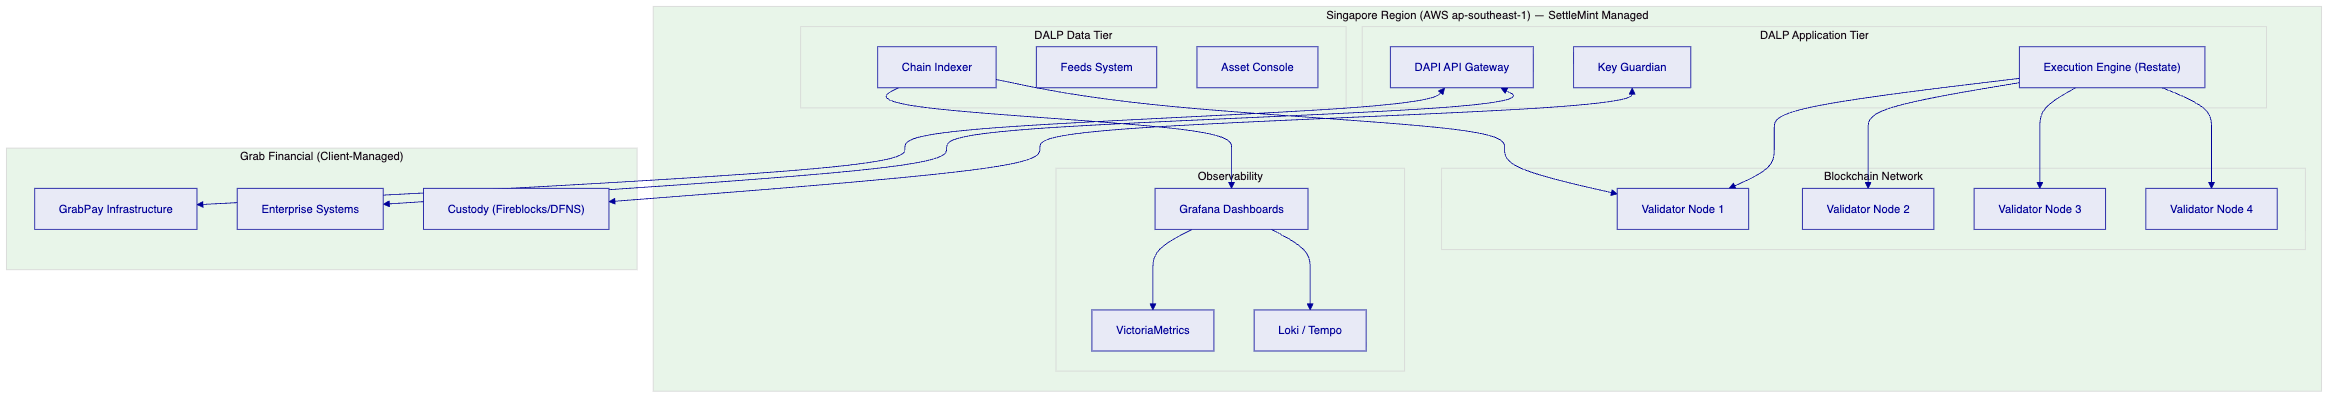 Singapore Region (AWS ap-southeast-1) — SettleMint Managed
DALP Data Tier
DALP Application Tier
Chain Indexer
Feeds System
Asset Console
DAPI API Gateway
Key Guardian
Execution Engine (Restate)
Grab Financial (Client-Managed)
Observability
Blockchain Network
GrabPay Infrastructure
Enterprise Systems
Custody (Fireblocks/DFNS)
Grafana Dashboards
Validator Node 1
Validator Node 2
Validator Node 3
Validator Node 4
VictoriaMetrics
Loki / Tempo